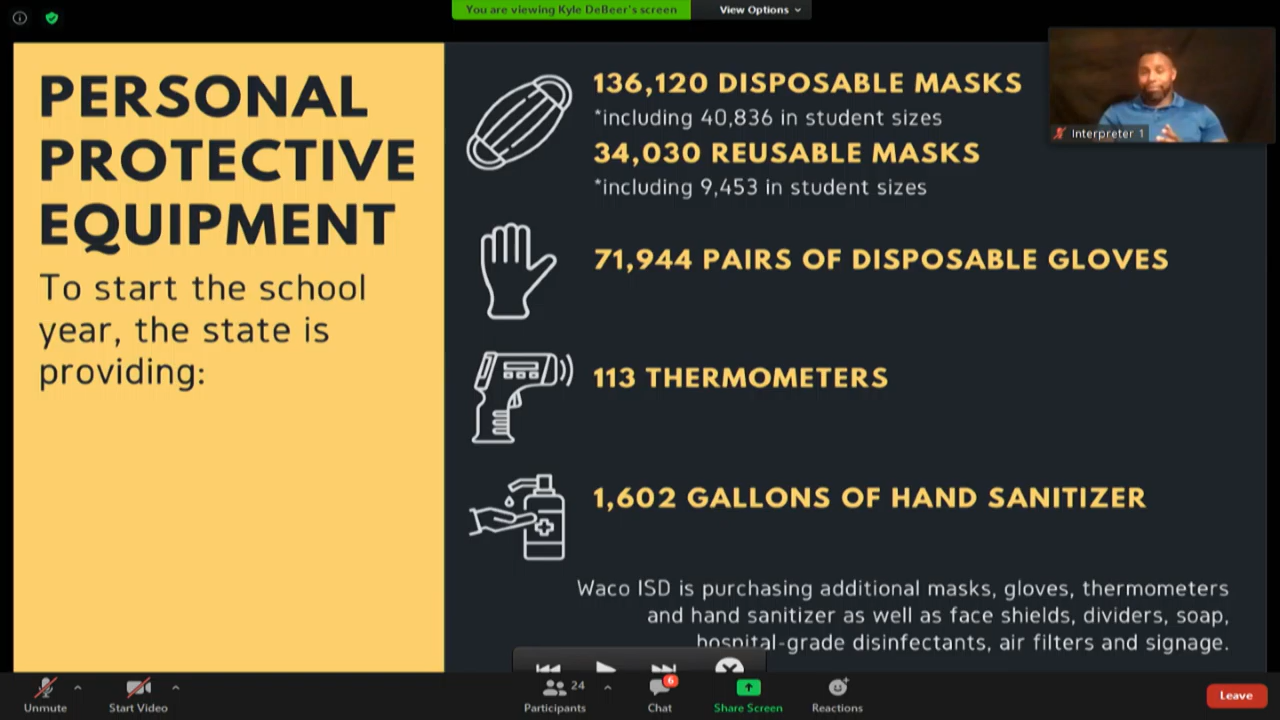 You are viewing Kyle DeBeer's screen
View Options
PERSONAL
PROTECTIVE
EQUIPMENT
To start the school
year, the state is
providing:
136,120 DISPOSABLE MASKS
*including 40,836 in student sizes
34,030 REUSABLE MASKS
*including 9,453 in student sizes
71,944 PAIRS OF DISPOSABLE GLOVES
113 THERMOMETERS
1,602 GALLONS OF HAND SANITIZER
Waco ISD is purchasing additional masks, gloves, thermometers
and hand sanitizer as well as face shields, dividers, soap,
hospital-grade disinfectants, air filters and signage.
Interpreter 1
Unmute
Start Video
24
Participants
6
Chat
Share Screen
Reactions
Leave